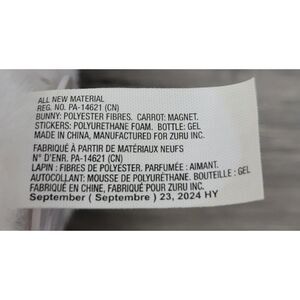 ALL NEW MATERIAL
REG. NO. PA-14621 (CN)
BUNNY: POLYESTER FIBRES. CARROT: MAGNET.
STICKERS: POLYURETHANE FOAM. BOTTLE: GEL
MADE IN CHINA, MANUFACTURED FOR ZURU INC.
FABRIQUÉ À PARTIR DE MATÉRIAUX NEUFS
N° D'ENR. PA-14621 (CN)
LAPIN : FIBRES DE POLYESTER. PARFUMÉE : AIMANT.
AUTOCOLLANT: MOUSSE DE POLYURÉTHANE. BOUTEILLE : GEL
FABRIQUÉ EN CHINE, FABRIQUÉ POUR ZURU INC.
September ( Septembre ) 23, 2024 HY